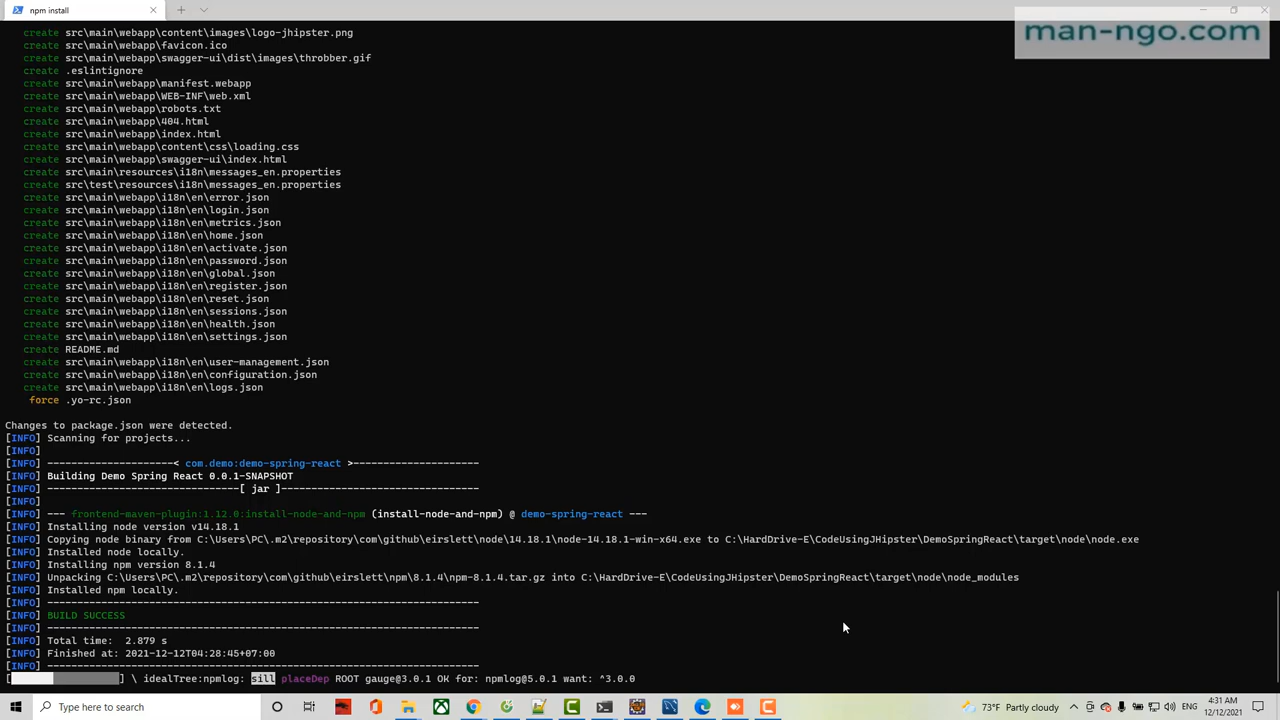 npm install
man-ngo.com
create src\main\webapp\content\images\logo-jhipster.png
create src\main\webapp\favicon.ico
create src\main\webapp\swagger-ui\dist\images\throbber.gif
create .eslintignore
create src\main\webapp\manifest.webapp
create src\main\webapp\WEB-INF\web.xml
create src\main\webapp\robots.txt
create src\main\webapp\404.html
create src\main\webapp\index.html
create src\main\webapp\content\css\loading.css
create src\main\webapp\swagger-ui\index.html
create src\main\resources\i18n\messages_en.properties
create src\test\resources\i18n\messages_en.properties
create src\main\webapp\i18n\en\error.json
create src\main\webapp\i18n\en\login.json
create src\main\webapp\i18n\en\metrics.json
create src\main\webapp\i18n\en\home.json
create src\main\webapp\i18n\en\activate.json
create src\main\webapp\i18n\en\password.json
create src\main\webapp\i18n\en\global.json
create src\main\webapp\i18n\en\register.json
create src\main\webapp\i18n\en\reset.json
create src\main\webapp\i18n\en\sessions.json
create src\main\webapp\i18n\en\health.json
create src\main\webapp\i18n\en\settings.json
create README.md
create src\main\webapp\i18n\en\user-management.json
create src\main\webapp\i18n\en\configuration.json
create src\main\webapp\i18n\en\logs.json
force .yo-rc.json
Changes to package.json were detected.
[INFO] Scanning for projects...
[INFO]
[INFO] ---------------------< com.demo:demo-spring-react >---------------------
[INFO] Building Demo Spring React 0.0.1-SNAPSHOT
[INFO] --------------------------------[ jar ]---------------------------------
[INFO]
[INFO] --- frontend-maven-plugin:1.12.0:install-node-and-npm (install-node-and-npm) @ demo-spring-react ---
[INFO] Installing node version v14.18.1
[INFO] Copying node binary from C:\Users\PC\.m2\repository\com\github\eirslett\node\14.18.1\node-14.18.1-win-x64.exe to C:\HardDrive-E\CodeUsingJHipster\DemoSpringReact\target\node\node.exe
[INFO] Installed node locally.
[INFO] Installing npm version 8.1.4
[INFO] Unpacking C:\Users\PC\.m2\repository\com\github\eirslett\npm\8.1.4\npm-8.1.4.tar.gz into C:\HardDrive-E\CodeUsingJHipster\DemoSpringReact\target\node\node_modules
[INFO] Installed npm locally.
[INFO] ------------------------------------------------------------------------
[INFO] BUILD SUCCESS
[INFO] ------------------------------------------------------------------------
[INFO] Total time:  2.879 s
[INFO] Finished at: 2021-12-12T04:28:45+07:00
[INFO] ------------------------------------------------------------------------
[                  ] \ idealTree:npmlog: sill placeDep ROOT gauge@3.0.1 OK for: npmlog@5.0.1 want: ^3.0.0
Type here to search
73°F Partly cloudy
4:31 AM
12/12/2021